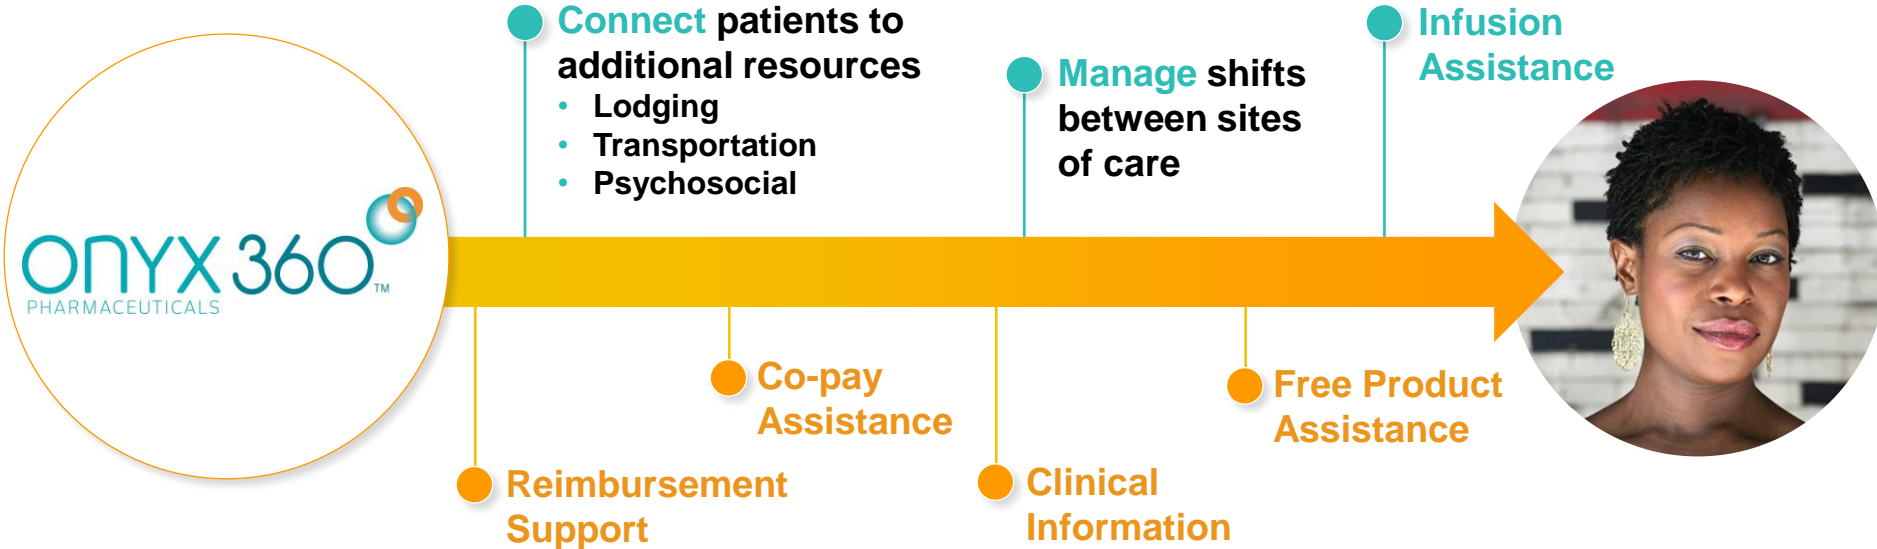 Connect patients to
additional resources
• Lodging
• Transportation
• Psychosocial
Manage shifts
between sites
of care
Infusion
Assistance
ONYX 360™
PHARMACEUTICALS
Reimbursement
Support
Co-pay
Assistance
Clinical
Information
Free Product
Assistance